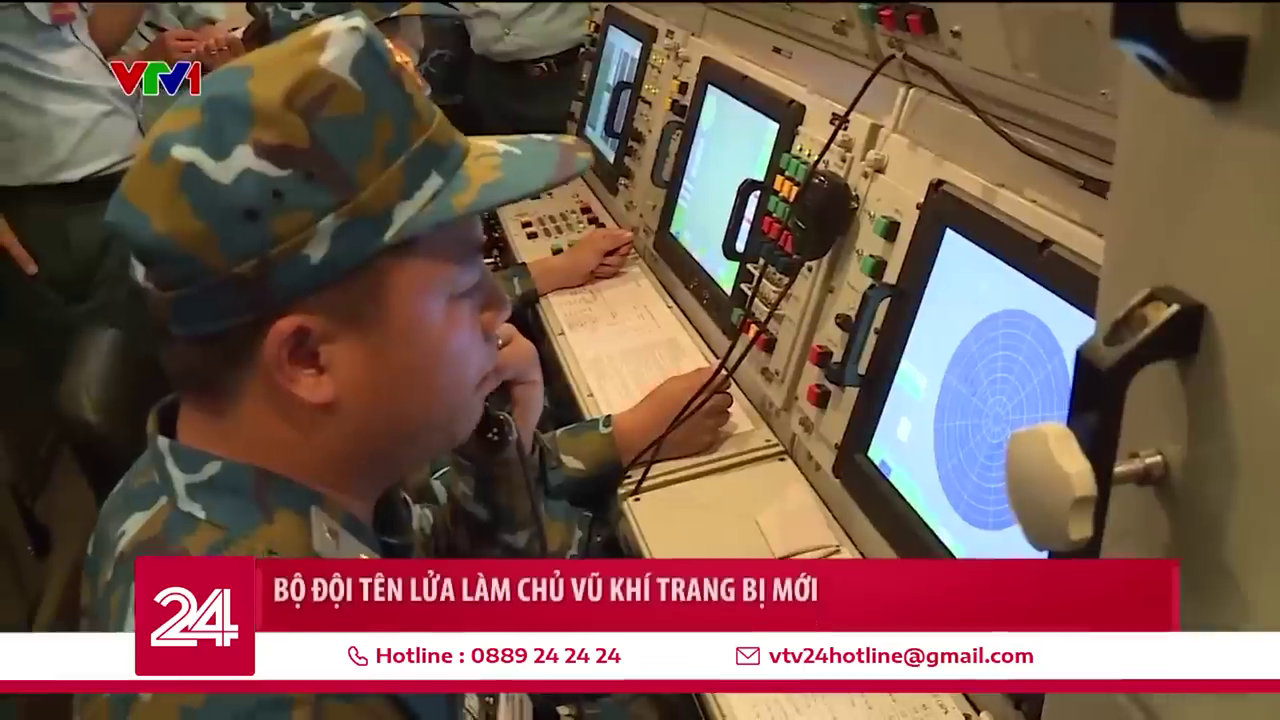 VTV1
BỘ ĐỘI TÊN LỬA LÀM CHỦ VŨ KHÍ TRANG BỊ MỚI
24
Hotline : 0889 24 24 24
vtv24hotline@gmail.com